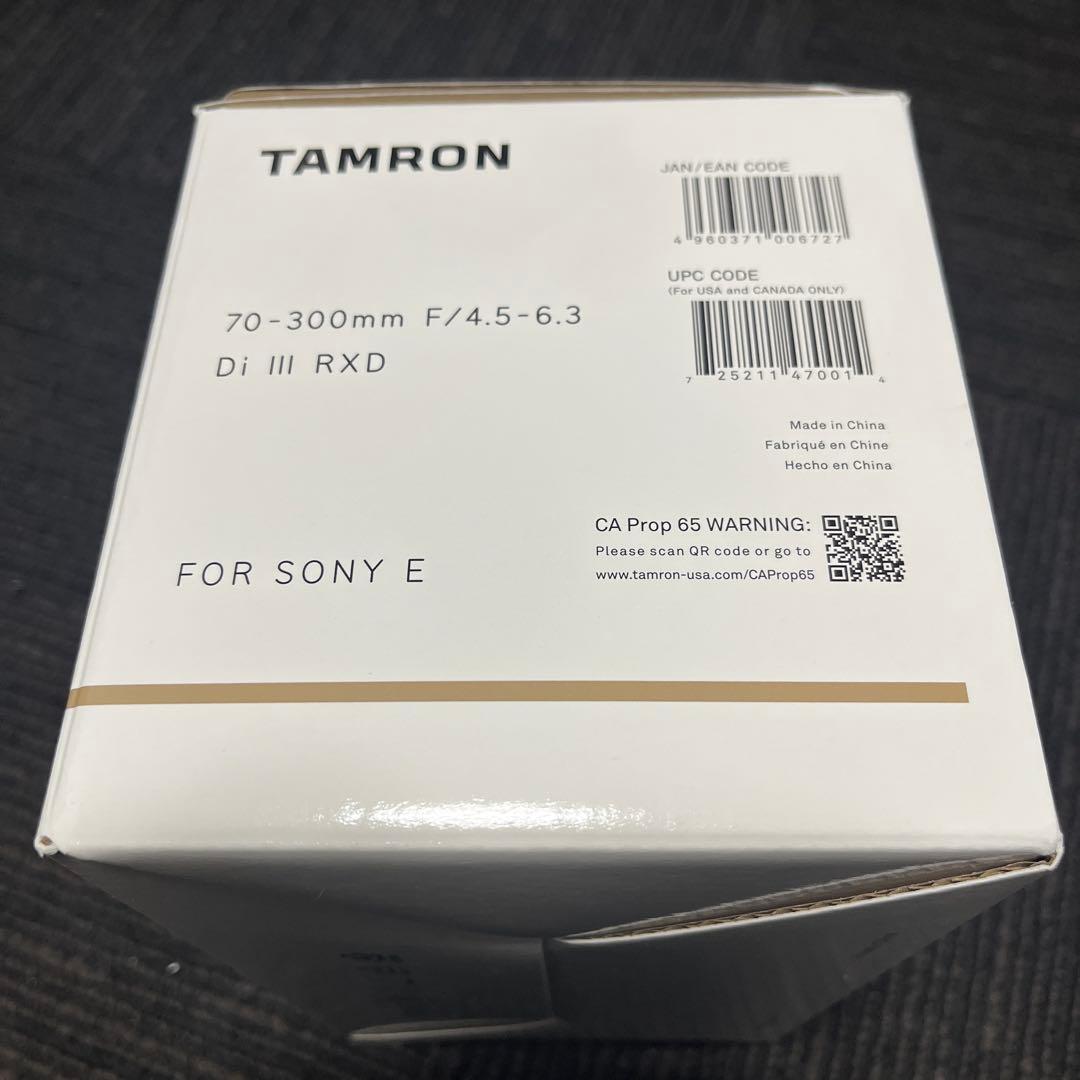 TAMRON
JAN/EAN CODE
4 960371 006727
UPC CODE
(For USA and CANADA ONLY)
7 25211 47001 4
70-300mm F/4.5-6.3
Di III RXD
Made in China
Fabriqué en Chine
Hecho en China
CA Prop 65 WARNING:
Please scan QR code or go to
www.tamron-usa.com/CAProp65
FOR SONY E